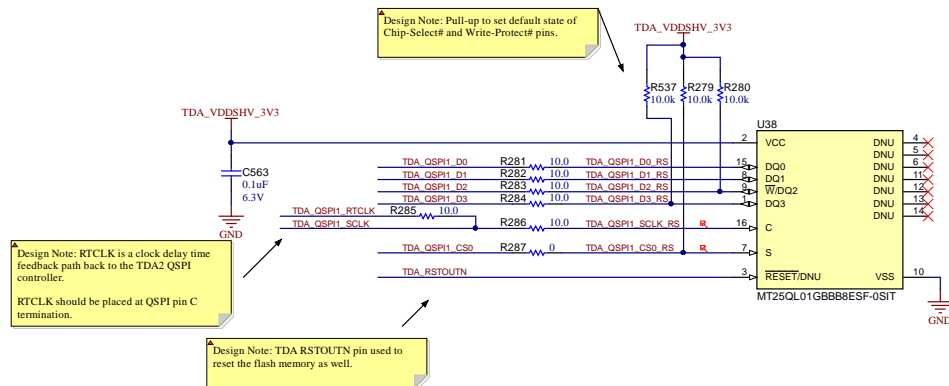 Design Note: Pull-up to set default state of
Chip-Select# and Write-Protect# pins.
TDA_VDDSHV_3V3
R537
10.0k
R279
10.0k
R280
10.0k
TDA_VDDSHV_3V3
C563
0.1uF
6.3V
GND
U38
2 VCC DNU 4
DNU 5
TDA_QSPI1_D0 R281 10.0 TDA_QSPI1_D0_RS 15 DQ0 DNU 6
TDA_QSPI1_D1 R282 10.0 TDA_QSPI1_D1_RS 8 DQ1 DNU 11
TDA_QSPI1_D2 R283 10.0 TDA_QSPI1_D2_RS 9 W/DQ2 DNU 12
TDA_QSPI1_D3 R284 10.0 TDA_QSPI1_D3_RS 1 DQ3 DNU 13
TDA_QSPI1_RTCLK R285 10.0 DNU 14
TDA_QSPI1_SCLK R286 10.0 TDA_QSPI1_SCLK_RS 16 C
TDA_QSPI1_CS0 R287 0 TDA_QSPI1_CS0_RS 7 S
TDA_RSTOUTN 3 RESET/DNU VSS 10
MT25QL01GBBB8ESF-0SIT
GND
Design Note: RTCLK is a clock delay time
feedback path back to the TDA2 QSPI
controller.
RTCLK should be placed at QSPI pin C
termination.
Design Note: TDA RSTOUTN pin used to
reset the flash memory as well.